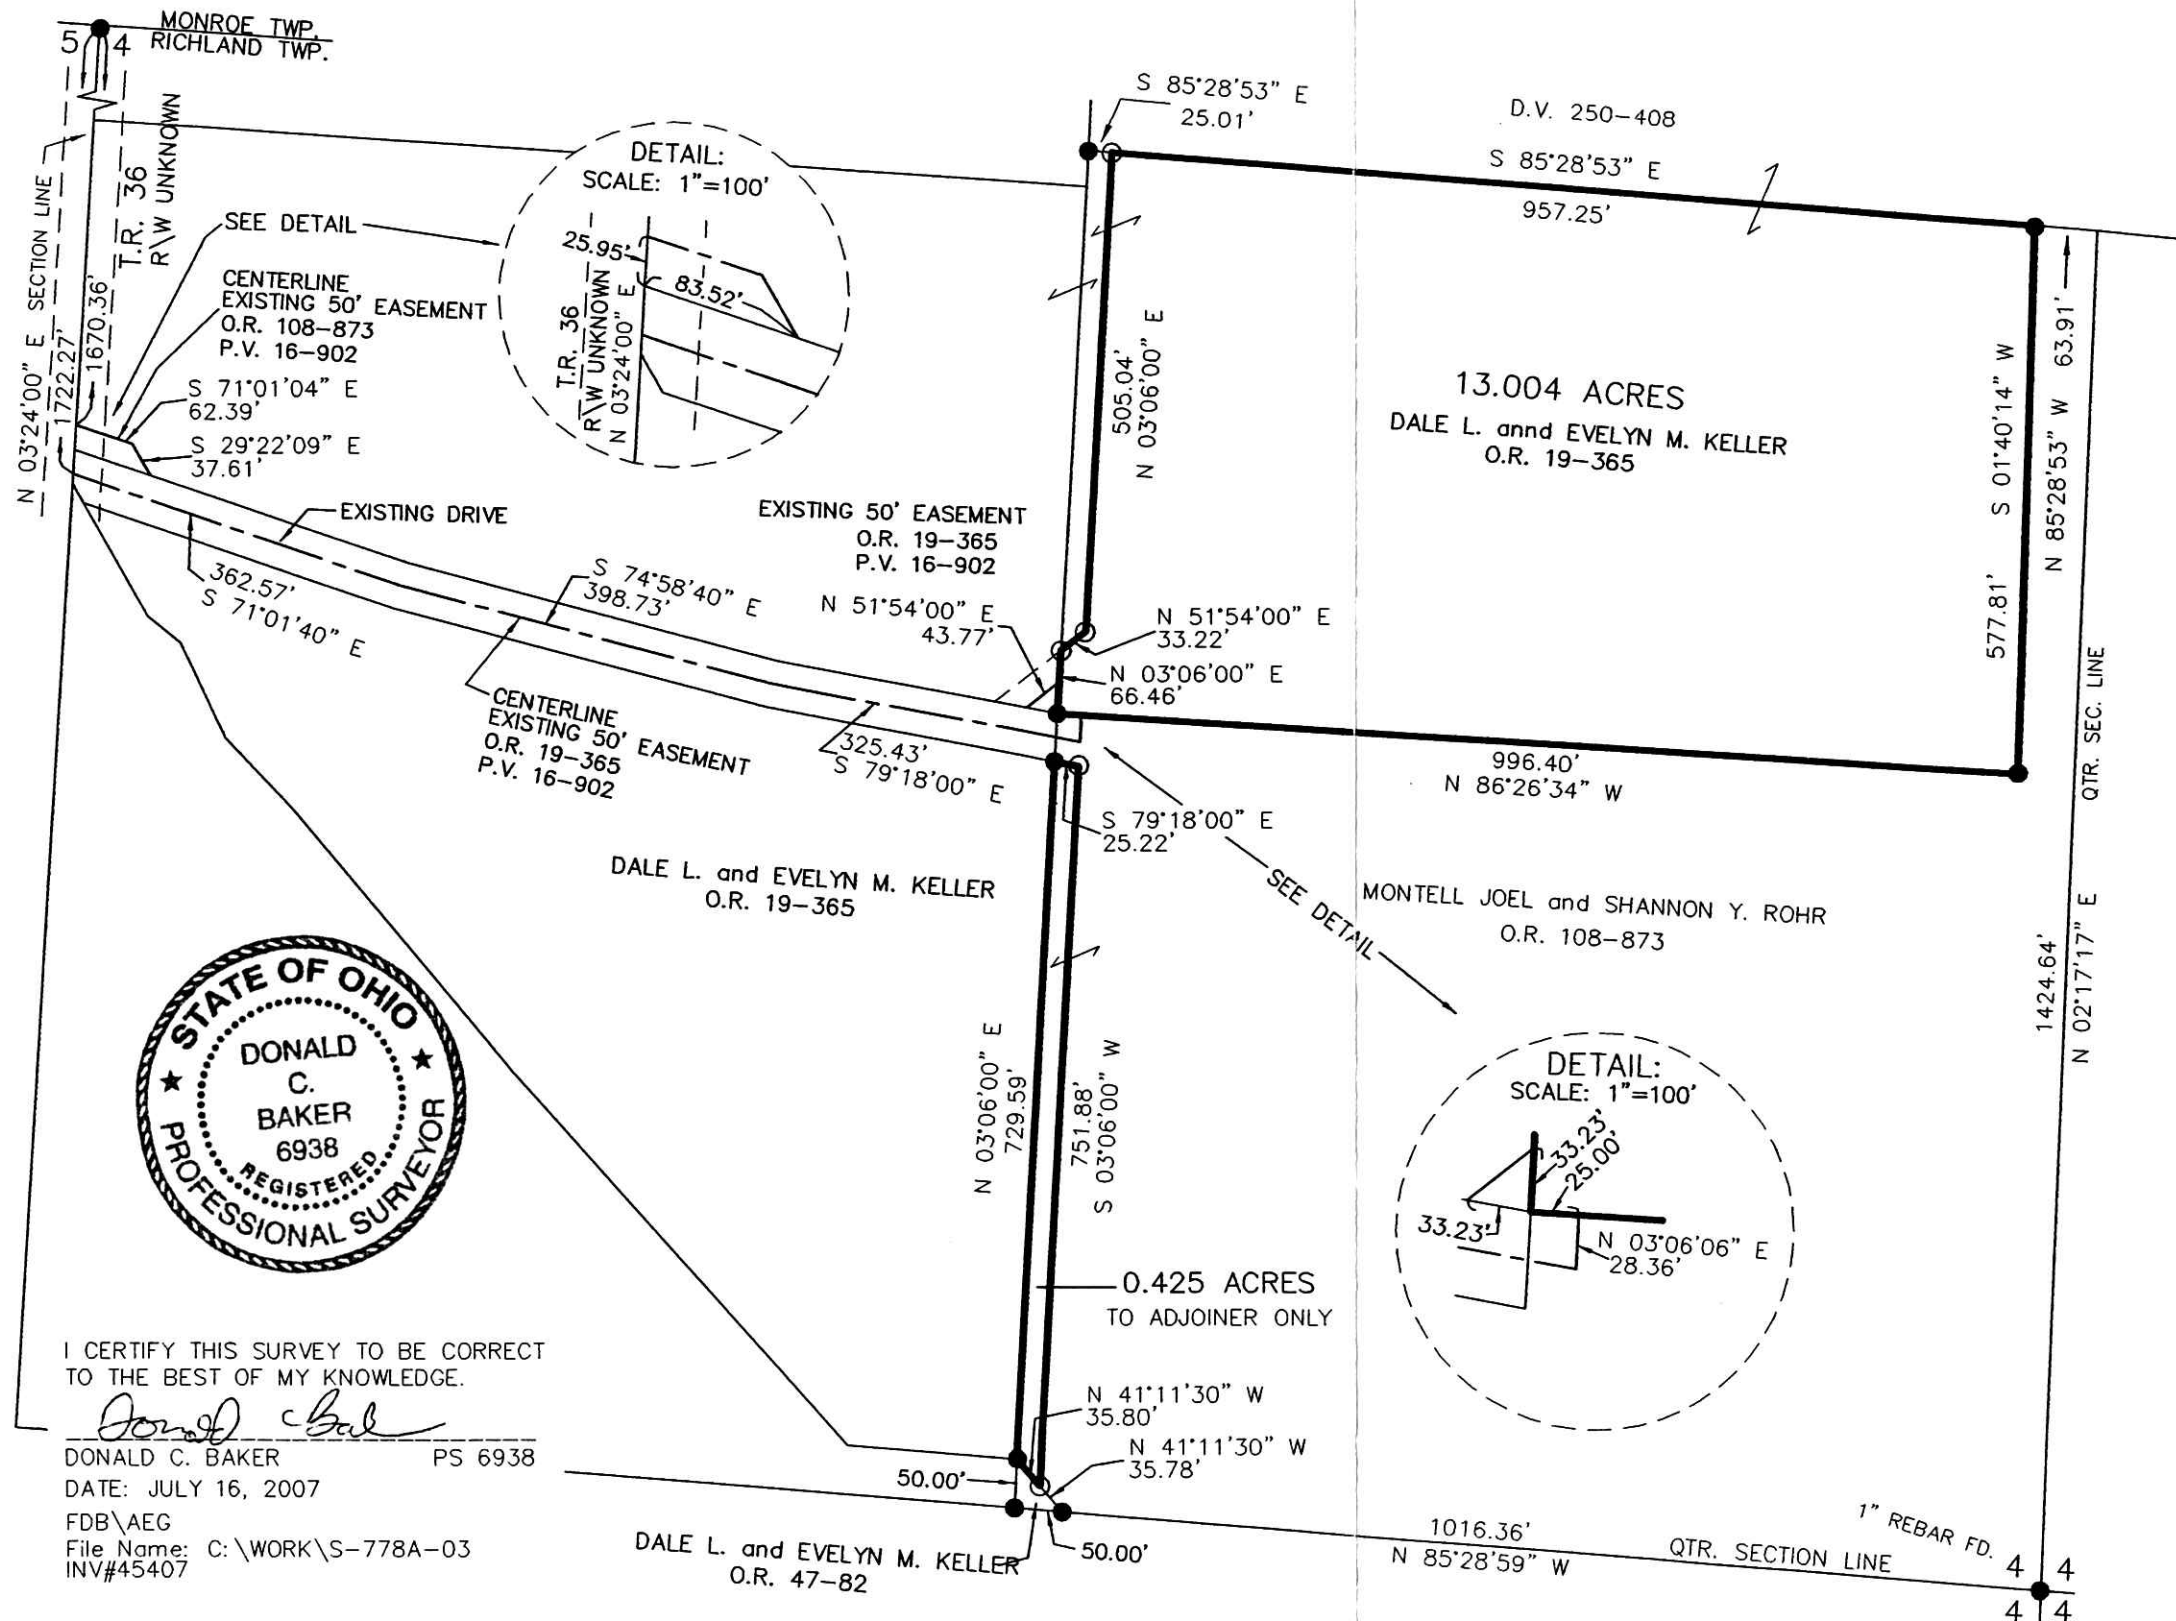 MONROE TWP.
5 4 RICHLAND TWP.
S 85°28'53" E
25.01'
D.V. 250-408
S 85°28'53" E
957.25'
N 03°24'00" E SECTION LINE
1722.27'
1670.36'
T.R. 36
R\W UNKNOWN
SEE DETAIL
CENTERLINE
EXISTING 50' EASEMENT
O.R. 108-873
P.V. 16-902
S 71°01'04" E
62.39'
S 29°22'09" E
37.61'
DETAIL:
SCALE: 1"=100'
25.95'
83.52'
T.R. 36
R\W UNKNOWN
N 03°24'00" E
505.04'
N 03°06'00" E
13.004 ACRES
DALE L. annd EVELYN M. KELLER
O.R. 19-365
S 01°40'14" W
577.81'
63.91'
N 85°28'53" W
QTR. SEC. LINE
EXISTING DRIVE
362.57'
S 71°01'40" E
S 74°58'40" E
398.73'
EXISTING 50' EASEMENT
O.R. 19-365
P.V. 16-902
N 51°54'00" E
43.77'
N 51°54'00" E
33.22'
N 03°06'00" E
66.46'
CENTERLINE
EXISTING 50' EASEMENT
O.R. 19-365
P.V. 16-902
325.43'
S 79°18'00" E
996.40'
N 86°26'34" W
S 79°18'00" E
25.22'
SEE DETAIL
DALE L. and EVELYN M. KELLER
O.R. 19-365
MONTELL JOEL and SHANNON Y. ROHR
O.R. 108-873
1424.64'
N 02°17'17" E
STATE OF OHIO
DONALD
C.
BAKER
6938
REGISTERED
PROFESSIONAL SURVEYOR
N 03°06'00" E
729.59'
751.88'
S 03°06'00" W
DETAIL:
SCALE: 1"=100'
33.23'
25.00'
33.23'
N 03°06'06" E
28.36'
0.425 ACRES
TO ADJOINER ONLY
I CERTIFY THIS SURVEY TO BE CORRECT
TO THE BEST OF MY KNOWLEDGE.
Donald C Bak
DONALD C. BAKER PS 6938
DATE: JULY 16, 2007
FDB\AEG
File Name: C:\WORK\S-778A-03
INV#45407
N 41°11'30" W
35.80'
N 41°11'30" W
35.78'
50.00'
50.00'
DALE L. and EVELYN M. KELLER
O.R. 47-82
1016.36'
N 85°28'59" W
QTR. SECTION LINE
1" REBAR FD.
4 4
4 4